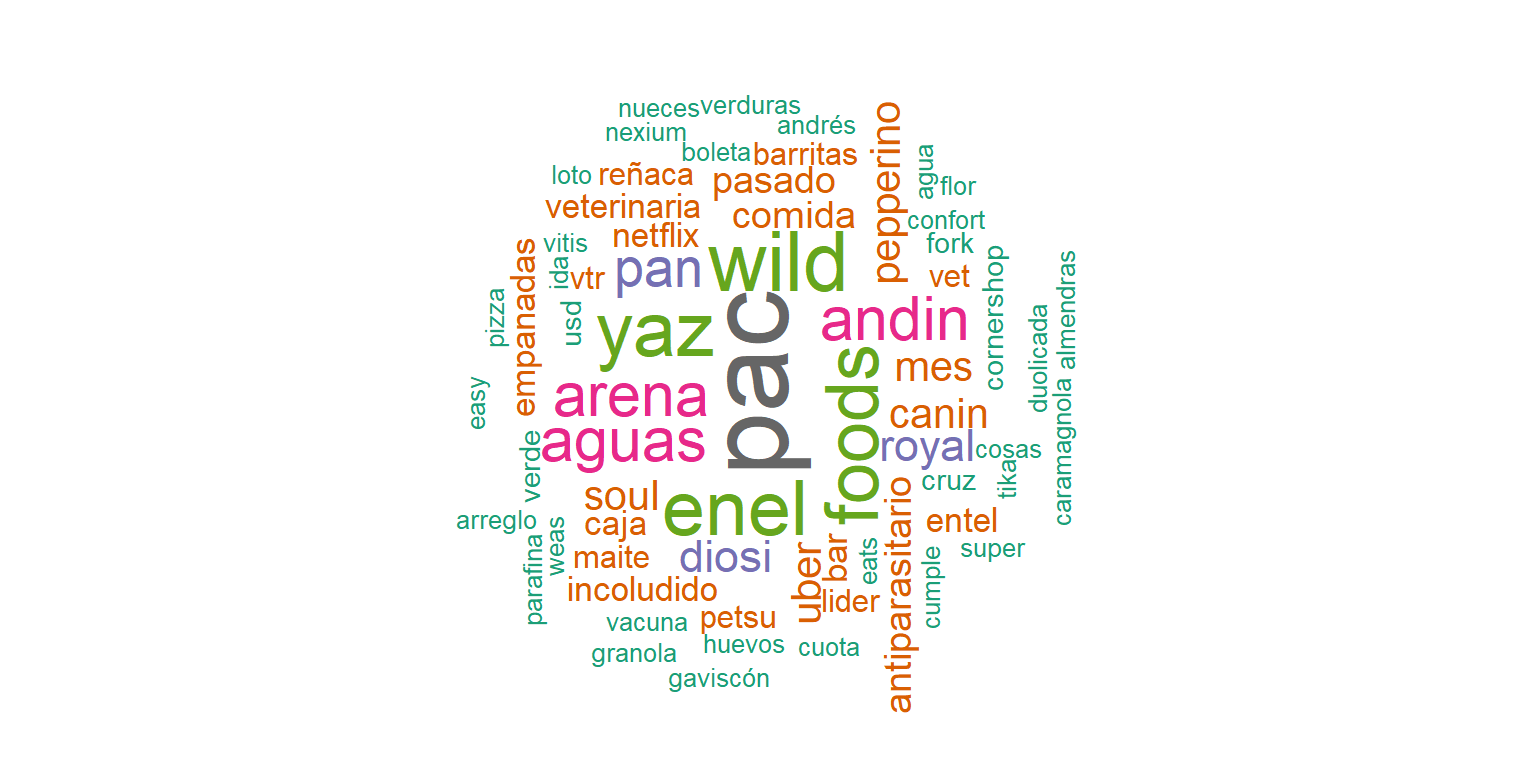 nueces
verduras
nexium
andrés
boleta
barritas
pepperino
agua
loto
reñaca
pasado
flor
veterinaria
comida
confort
vitis
netflix
wild
fork
ida
vtr
pan
vet
cornershop
empanadas
pizza
usd
yaz
pac
andin
almendras
duolicada
easy
arena
foods
mes
canin
caramagnola
aguas
royal
cosas
verde
tika
soul
enel
cruz
antiparasitario
arreglo
caja
entel
weas
parafina
maite
diosi
uber
bar
eats
super
cumple
incoludido
lider
petsu
vacuna
huevos
cuota
granola
gaviscón